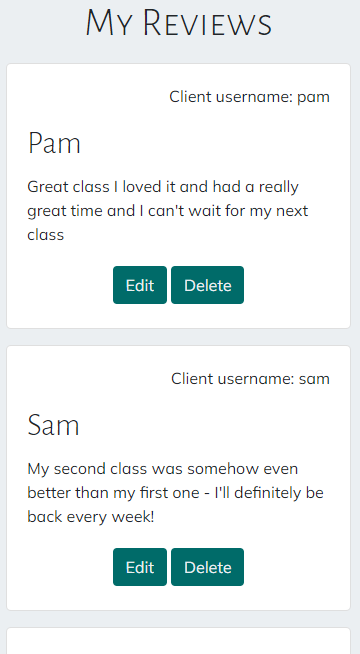 My Reviews
Client username: pam
Pam
Great class I loved it and had a really
great time and I can't wait for my next
class
Edit Delete
Client username: sam
Sam
My second class was somehow even
better than my first one - I'll definitely be
back every week!
Edit Delete